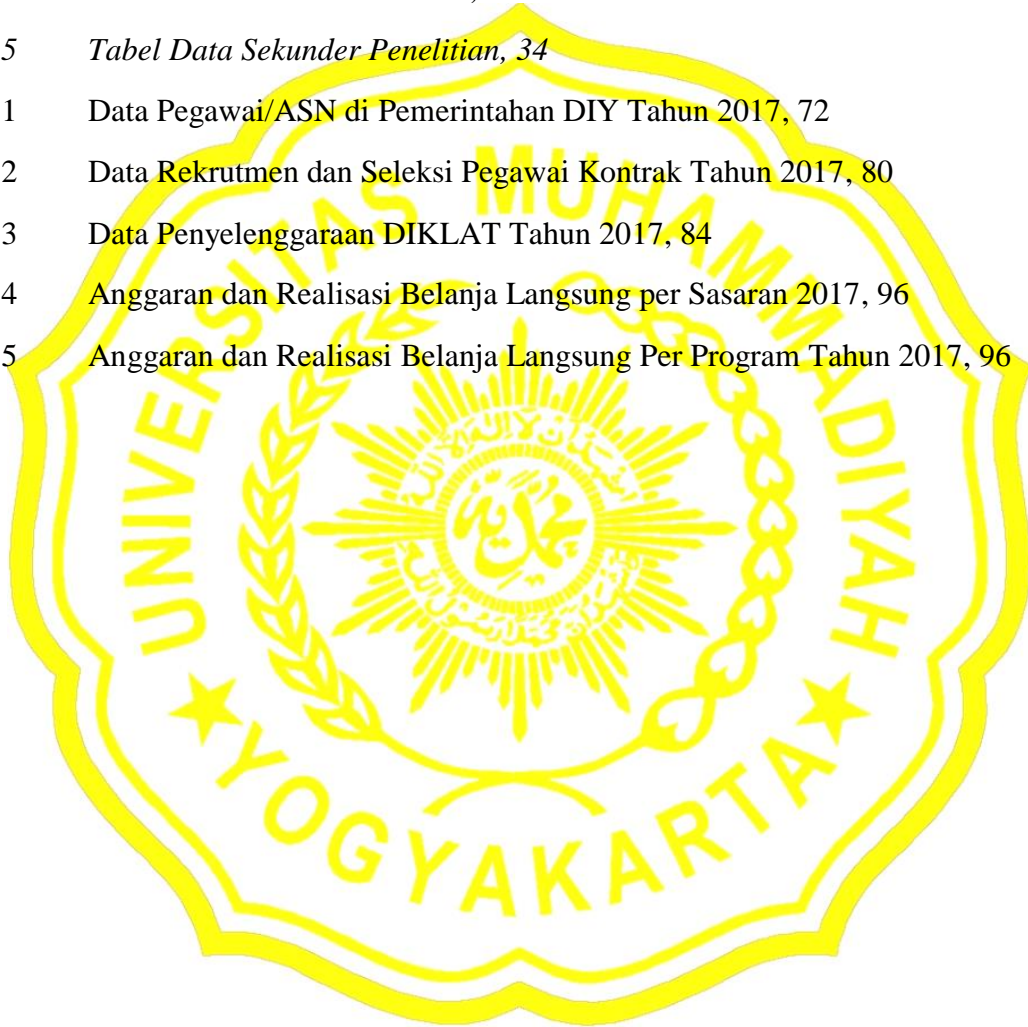 5 Tabel Data Sekunder Penelitian, 34
1 Data Pegawai/ASN di Pemerintahan DIY Tahun 2017, 72
2 Data Rekrutmen dan Seleksi Pegawai Kontrak Tahun 2017, 80
3 Data Penyelenggaraan DIKLAT Tahun 2017, 84
4 Anggaran dan Realisasi Belanja Langsung per Sasaran 2017, 96
5 Anggaran dan Realisasi Belanja Langsung Per Program Tahun 2017, 96
UNIVERSITAS MUHAMMADIYAH
★ YOGYAKARTA ★